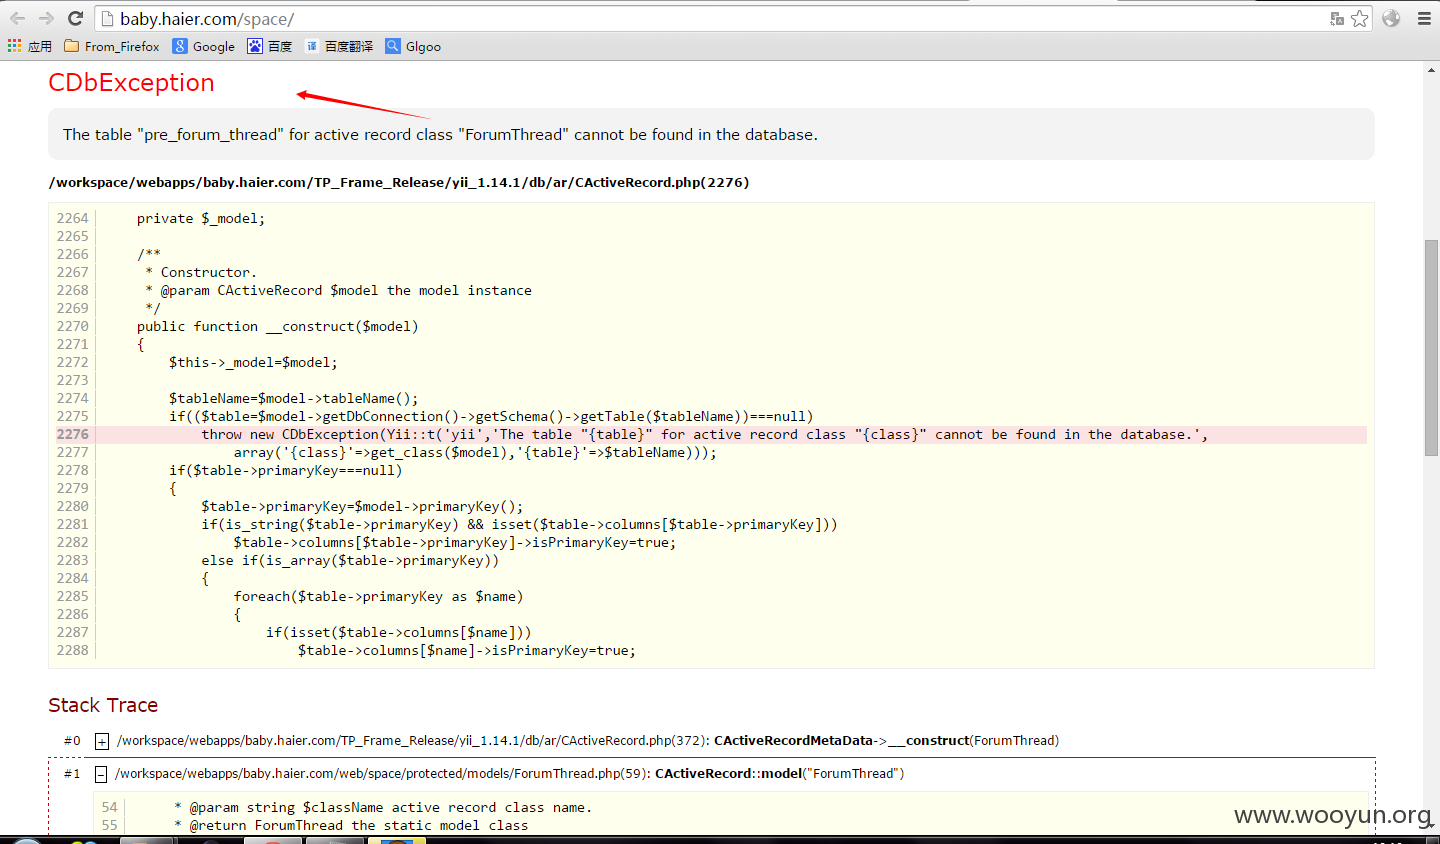 baby.haier.com/space/
应用 From_Firefox Google 百度 译 百度翻译 Glgoo
CDbException
The table "pre_forum_thread" for active record class "ForumThread" cannot be found in the database.
/workspace/webapps/baby.haier.com/TP_Frame_Release/yii_1.14.1/db/ar/CActiveRecord.php(2276)
2264 private $_model;
2265
2266 /**
2267 * Constructor.
2268 * @param CActiveRecord $model the model instance
2269 */
2270 public function __construct($model)
2271 {
2272 $this->_model=$model;
2273
2274 $tableName=$model->tableName();
2275 if(($table=$model->getDbConnection()->getSchema()->getTable($tableName))===null)
2276 throw new CDbException(Yii::t('yii','The table "{table}" for active record class "{class}" cannot be found in the database.',
2277 array('{class}'=>get_class($model),'{table}'=>$tableName)));
2278 if($table->primaryKey===null)
2279 {
2280 $table->primaryKey=$model->primaryKey();
2281 if(is_string($table->primaryKey) && isset($table->columns[$table->primaryKey]))
2282 $table->columns[$table->primaryKey]->isPrimaryKey=true;
2283 else if(is_array($table->primaryKey))
2284 {
2285 foreach($table->primaryKey as $name)
2286 {
2287 if(isset($table->columns[$name]))
2288 $table->columns[$name]->isPrimaryKey=true;
Stack Trace
#0 + /workspace/webapps/baby.haier.com/TP_Frame_Release/yii_1.14.1/db/ar/CActiveRecord.php(372): CActiveRecordMetaData->__construct(ForumThread)
#1 – /workspace/webapps/baby.haier.com/web/space/protected/models/ForumThread.php(59): CActiveRecord::model("ForumThread")
54 * @param string $className active record class name.
55 * @return ForumThread the static model class
www.wooyun.org